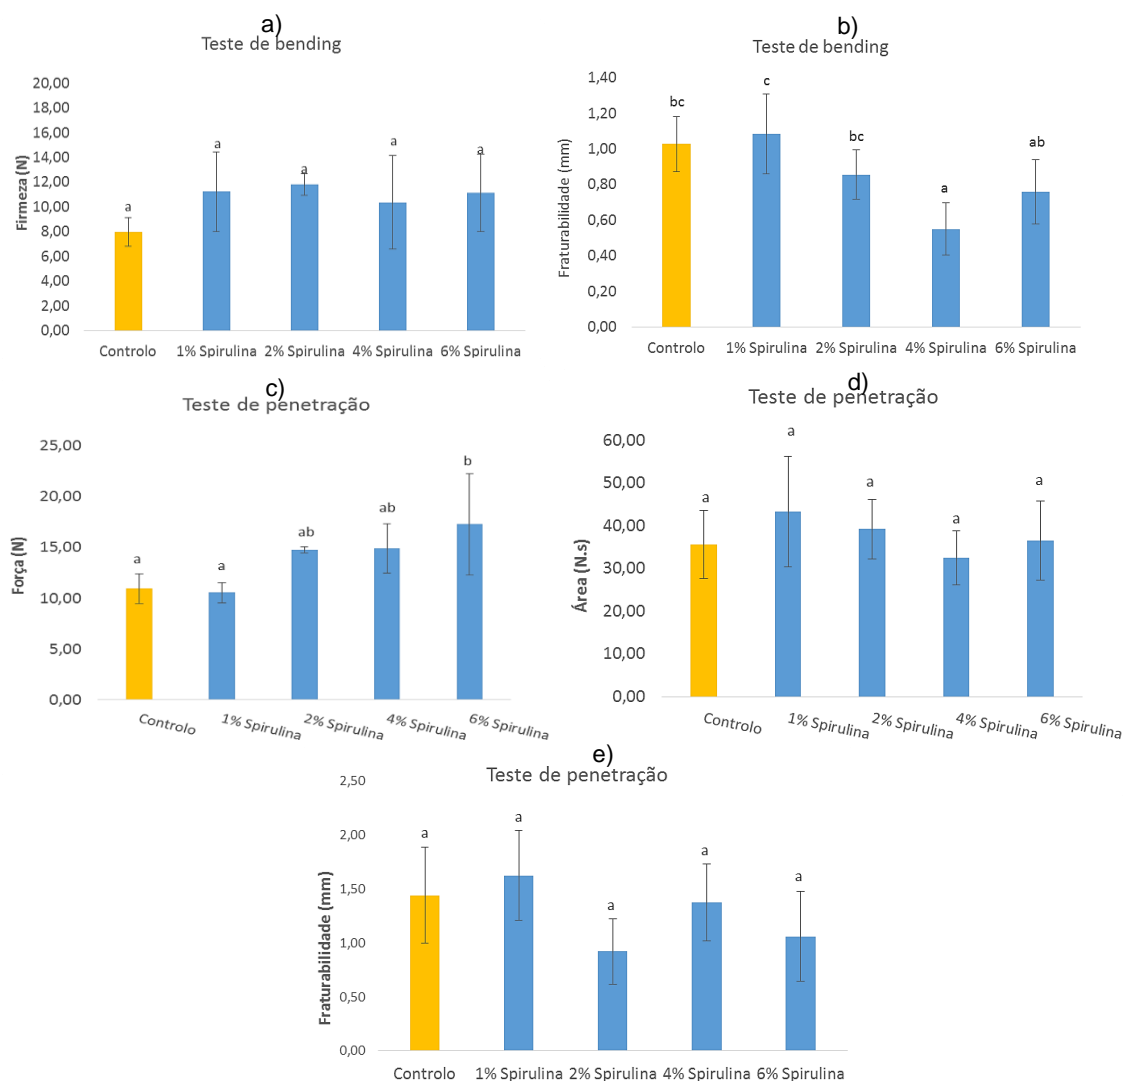 a)
Teste de bending
Firmeza (N)
20,00
18,00
16,00
14,00
12,00
10,00
8,00
6,00
4,00
2,00
0,00
a
a
a
a
a
Controlo
1% Spirulina
2% Spirulina
4% Spirulina
6% Spirulina
b)
Teste de bending
Fraturabilidade (mm)
1,40
1,20
1,00
0,80
0,60
0,40
0,20
0,00
bc
c
bc
a
ab
Controlo
1% Spirulina
2% Spirulina
4% Spirulina
6% Spirulina
c)
Teste de penetração
Força (N)
25,00
20,00
15,00
10,00
5,00
0,00
a
a
ab
ab
b
Controlo
1% Spirulina
2% Spirulina
4% Spirulina
6% Spirulina
d)
Teste de penetração
Área (N.s)
60,00
50,00
40,00
30,00
20,00
10,00
0,00
a
a
a
a
a
Controlo
1% Spirulina
2% Spirulina
4% Spirulina
6% Spirulina
e)
Teste de penetração
Fraturabilidade (mm)
2,50
2,00
1,50
1,00
0,50
0,00
a
a
a
a
a
Controlo
1% Spirulina
2% Spirulina
4% Spirulina
6% Spirulina